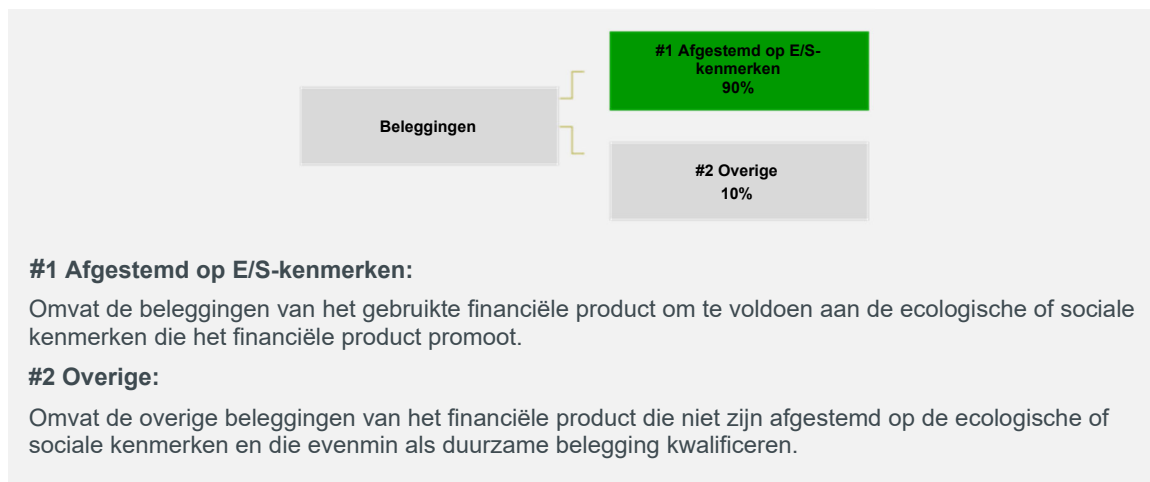 #1 Afgestemd op E/S-
kenmerken
90%
Beleggingen
#2 Overige
10%
#1 Afgestemd op E/S-kenmerken:
Omvat de beleggingen van het gebruikte financiële product om te voldoen aan de ecologische of sociale
kenmerken die het financiële product promoot.
#2 Overige:
Omvat de overige beleggingen van het financiële product die niet zijn afgestemd op de ecologische of
sociale kenmerken en die evenmin als duurzame belegging kwalificeren.